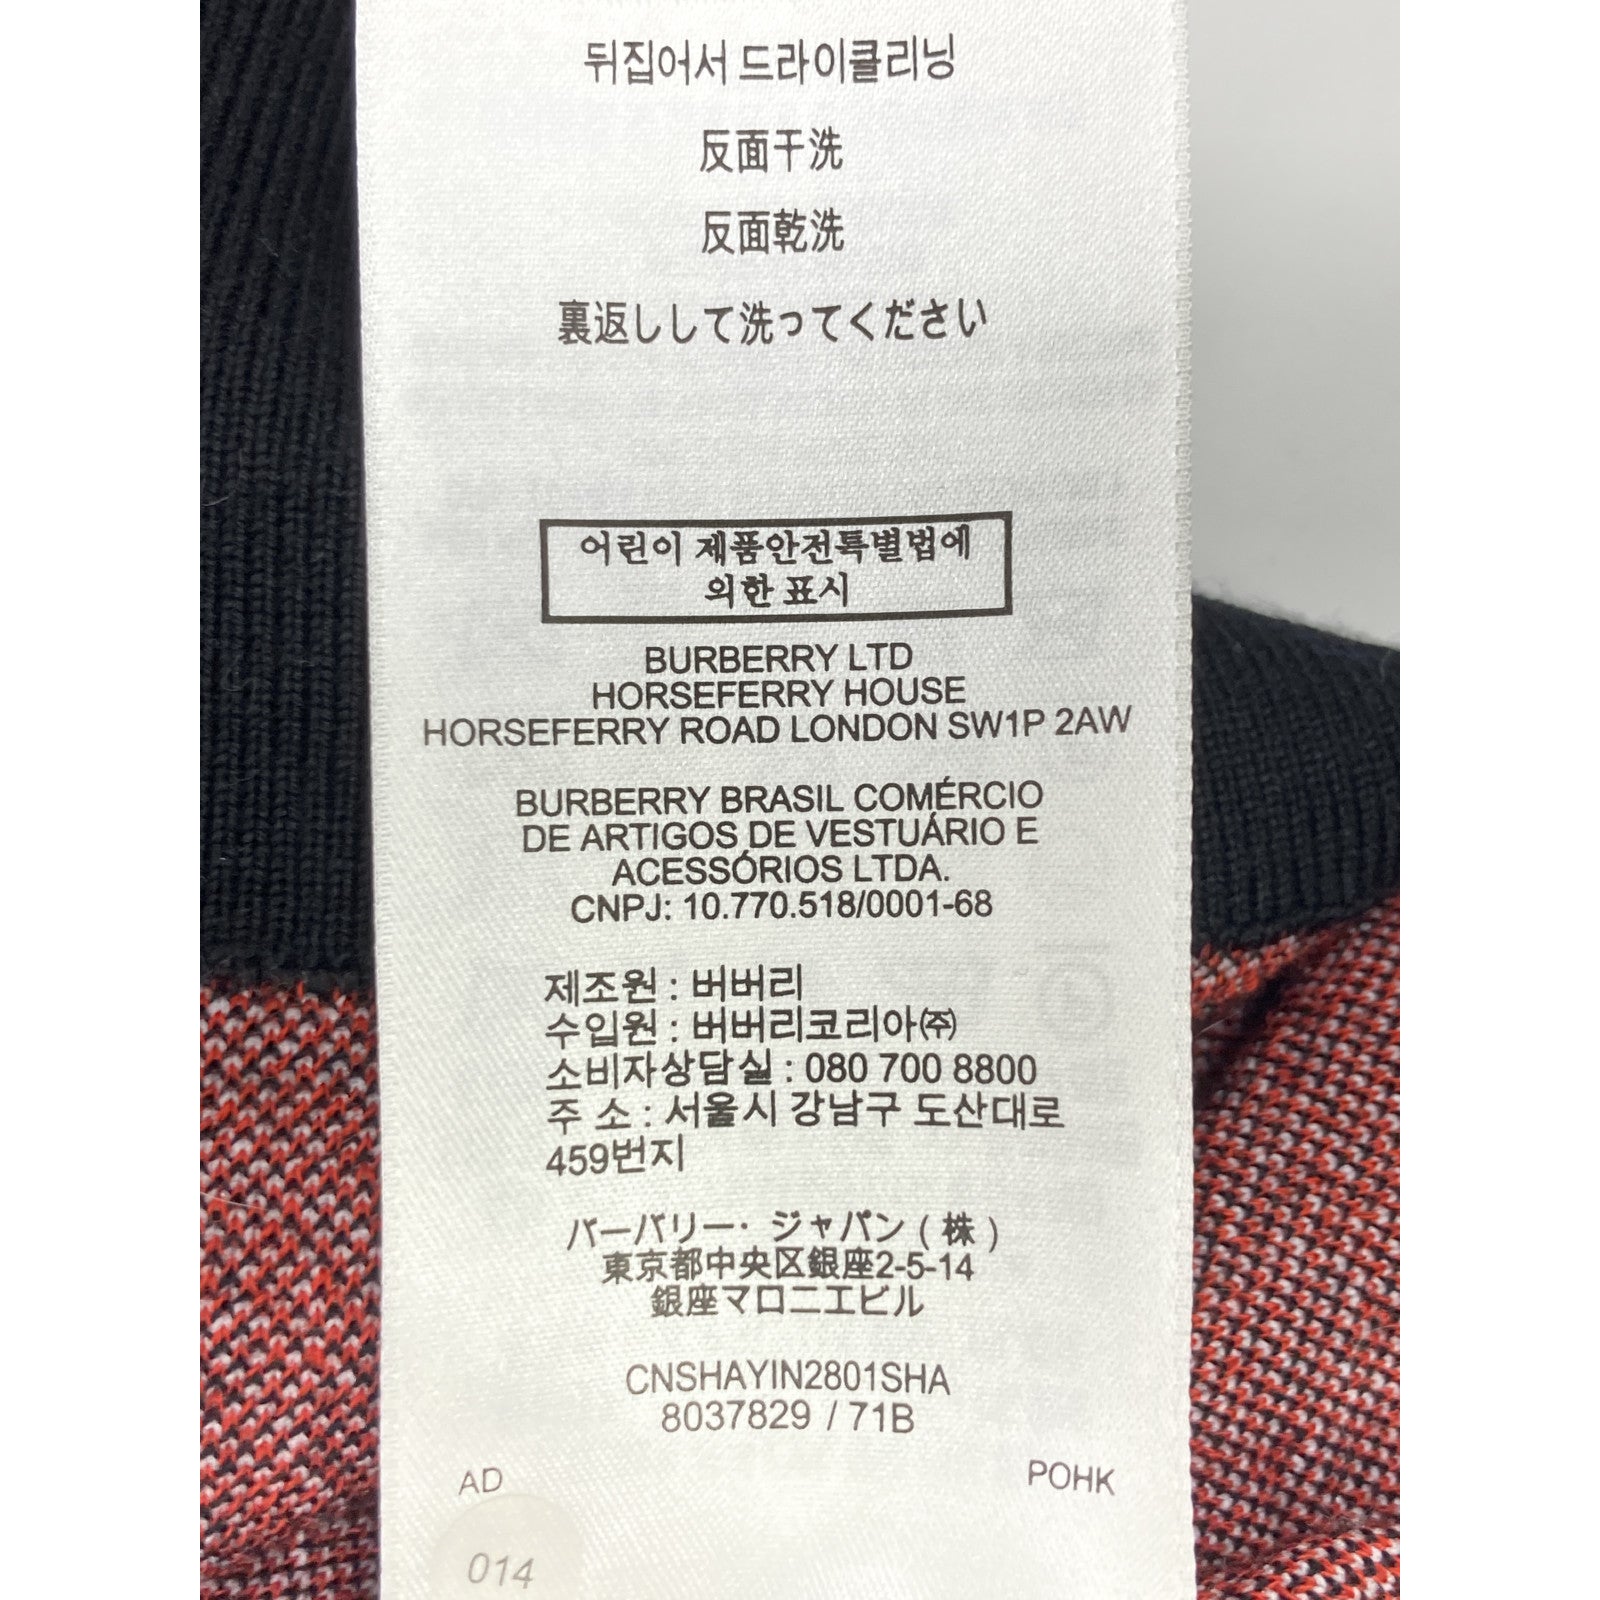 뒤집어서 드라이클리닝
反面干洗
反面乾洗
裏返しして洗ってください
어린이 제품안전특별법에
의한 표시
BURBERRY LTD
HORSEFERRY HOUSE
HORSEFERRY ROAD LONDON SW1P 2AW
BURBERRY BRASIL COMÉRCIO
DE ARTIGOS DE VESTUÁRIO E
ACESSÓRIOS LTDA.
CNPJ: 10.770.518/0001-68
제조원 : 버버리
수입원 : 버버리코리아㈜
소비자상담실 : 080 700 8800
주 소 : 서울시 강남구 도산대로
459번지
バーバリー・ジャパン ( 株 )
東京都中央区銀座2-5-14
銀座マロニエビル
CNSHAYIN2801SHA
8037829 / 71B
AD POHK
014